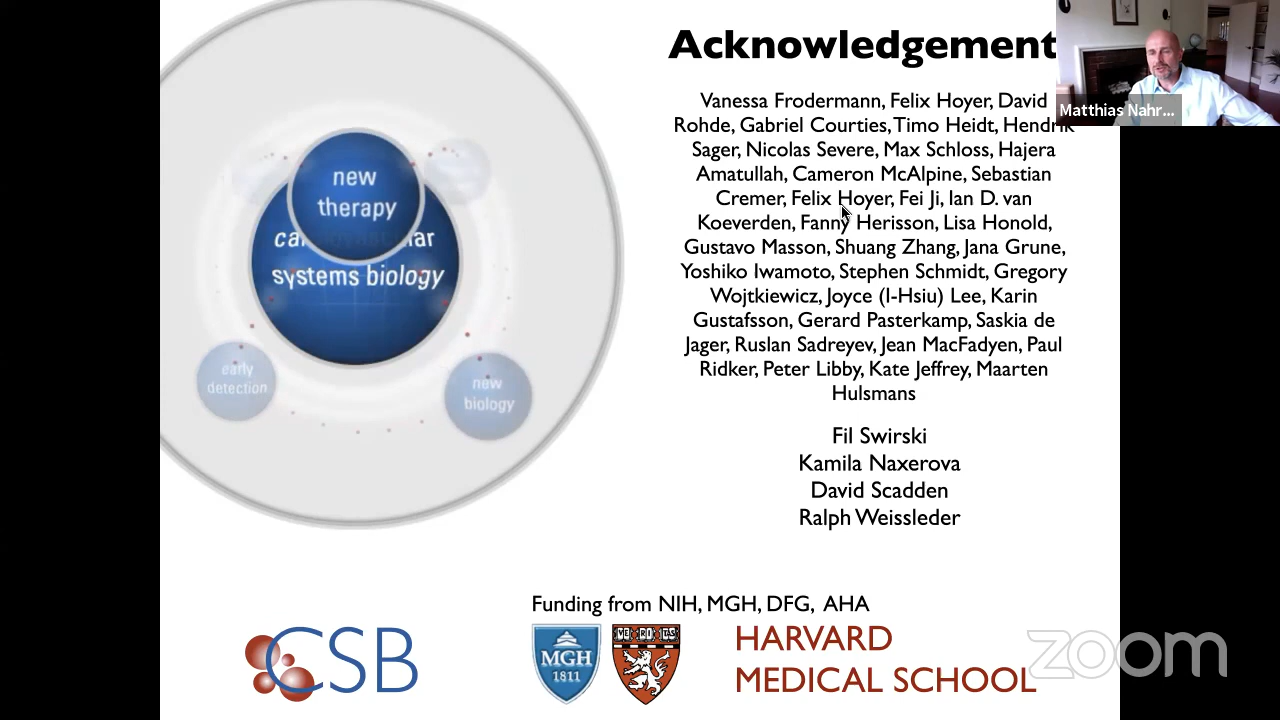 Acknowledgement
Matthias Nahr...
Vanessa Frodermann, Felix Hoyer, David
Rohde, Gabriel Courties, Timo Heidt, Hendrik
Sager, Nicolas Severe, Max Schloss, Hajera
Amatullah, Cameron McAlpine, Sebastian
Cremer, Felix Hoyer, Fei Ji, Ian D. van
Koeverden, Fanny Herisson, Lisa Honold,
Gustavo Masson, Shuang Zhang, Jana Grune,
Yoshiko Iwamoto, Stephen Schmidt, Gregory
Wojtkiewicz, Joyce (I-Hsiu) Lee, Karin
Gustafsson, Gerard Pasterkamp, Saskia de
Jager, Ruslan Sadreyev, Jean MacFadyen, Paul
Ridker, Peter Libby, Kate Jeffrey, Maarten
Hulsmans
Fil Swirski
Kamila Naxerova
David Scadden
Ralph Weissleder
new
therapy
cardiovascular
systems biology
early
detection
new
biology
Funding from NIH, MGH, DFG, AHA
CSB
MGH
1811
VE RI TAS
HARVARD
MEDICAL SCHOOL
zoom